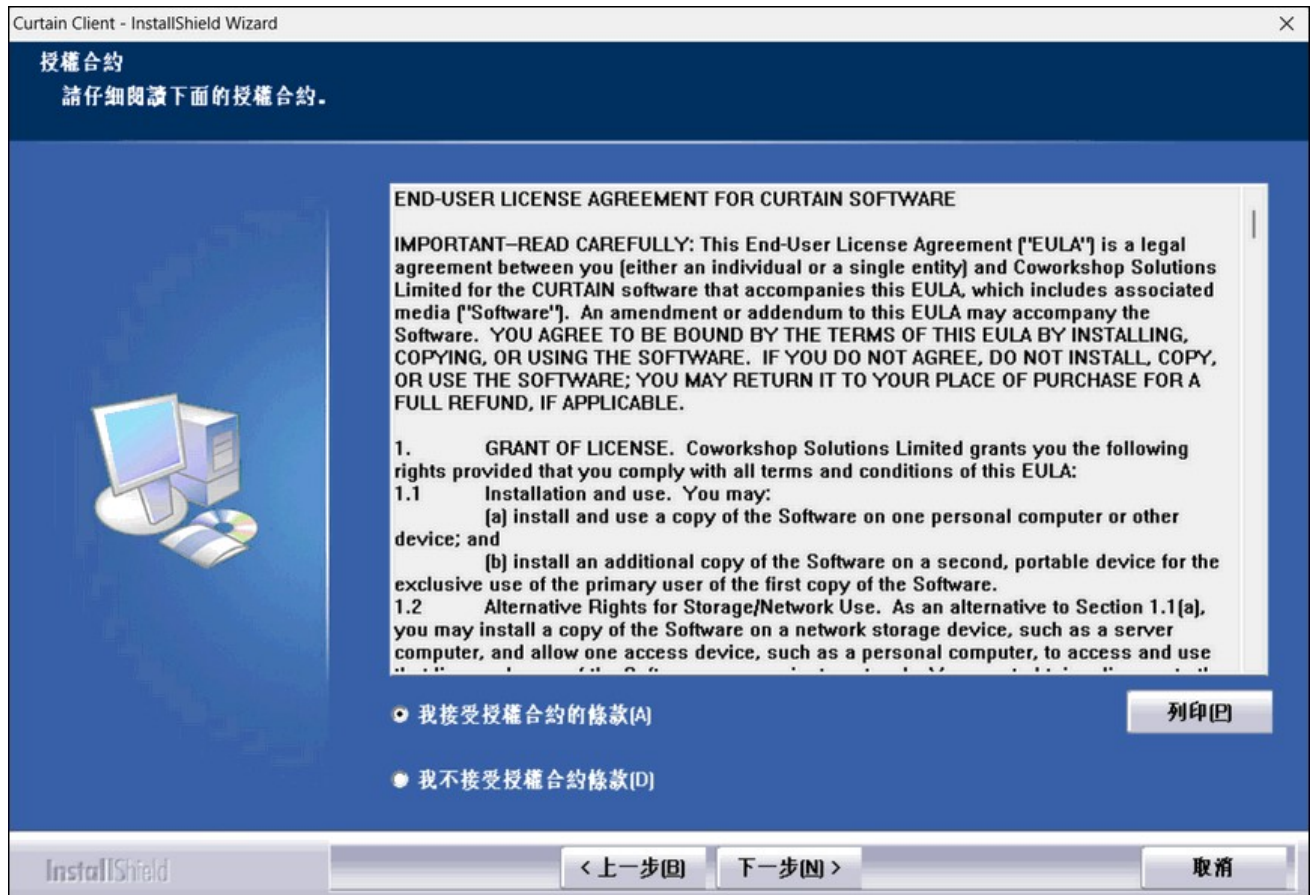 Curtain Client - InstallShield Wizard
授權合約
請仔細閱讀下面的授權合約。
END-USER LICENSE AGREEMENT FOR CURTAIN SOFTWARE
IMPORTANT—READ CAREFULLY: This End-User License Agreement ("EULA") is a legal
agreement between you (either an individual or a single entity) and Coworkshop Solutions
Limited for the CURTAIN software that accompanies this EULA, which includes associated
media ("Software"). An amendment or addendum to this EULA may accompany the
Software. YOU AGREE TO BE BOUND BY THE TERMS OF THIS EULA BY INSTALLING,
COPYING, OR USING THE SOFTWARE. IF YOU DO NOT AGREE, DO NOT INSTALL, COPY,
OR USE THE SOFTWARE; YOU MAY RETURN IT TO YOUR PLACE OF PURCHASE FOR A
FULL REFUND, IF APPLICABLE.
1. GRANT OF LICENSE. Coworkshop Solutions Limited grants you the following
rights provided that you comply with all terms and conditions of this EULA:
1.1 Installation and use. You may:
(a) install and use a copy of the Software on one personal computer or other
device; and
(b) install an additional copy of the Software on a second, portable device for the
exclusive use of the primary user of the first copy of the Software.
1.2 Alternative Rights for Storage/Network Use. As an alternative to Section 1.1(a),
you may install a copy of the Software on a network storage device, such as a server
computer, and allow one access device, such as a personal computer, to access and use
我接受授權合約的條款(A)
列印(P)
我不接受授權合約條款(D)
InstallShield
< 上一步(B)
下一步(N) >
取消